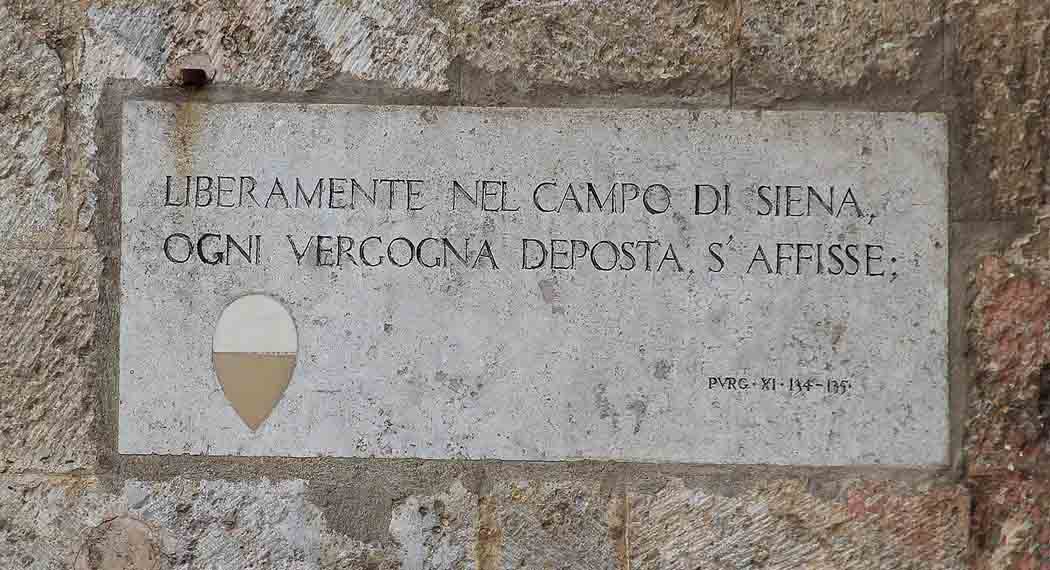 LIBERAMENTE NEL CAMPO DI SIENA,
OGNI VERGOGNA DEPOSTA, S' AFFISSE;
PVRG · XI · 134-135·